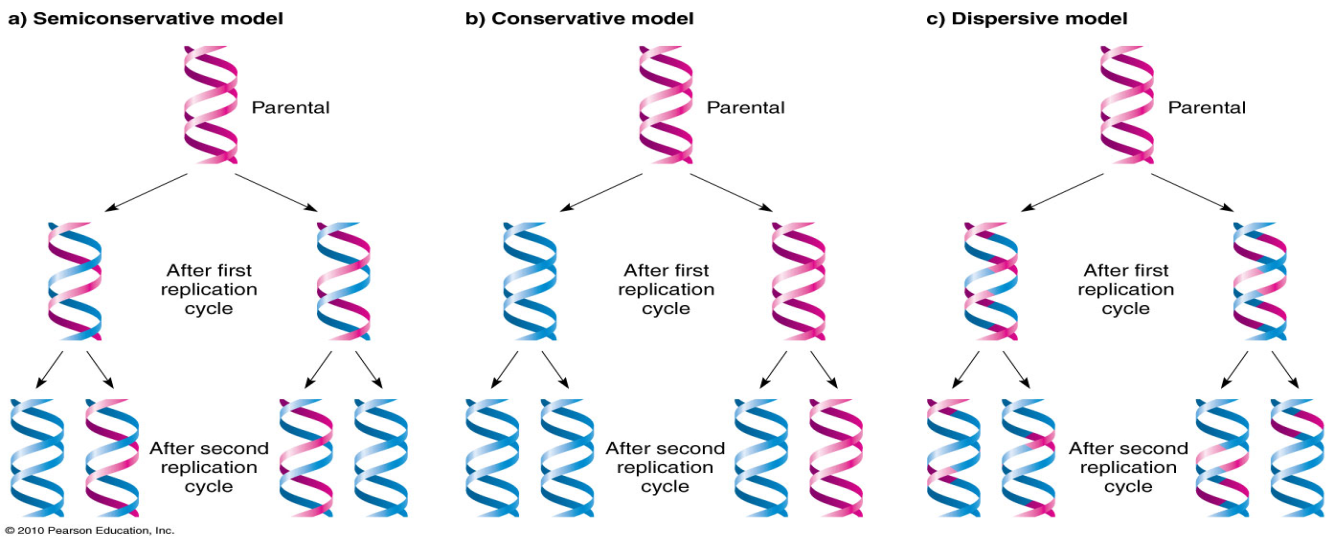 a) Semiconservative model
Parental
After first
replication
cycle
After second
replication
cycle
b) Conservative model
Parental
After first
replication
cycle
After second
replication
cycle
c) Dispersive model
Parental
After first
replication
cycle
After second
replication
cycle
© 2010 Pearson Education, Inc.